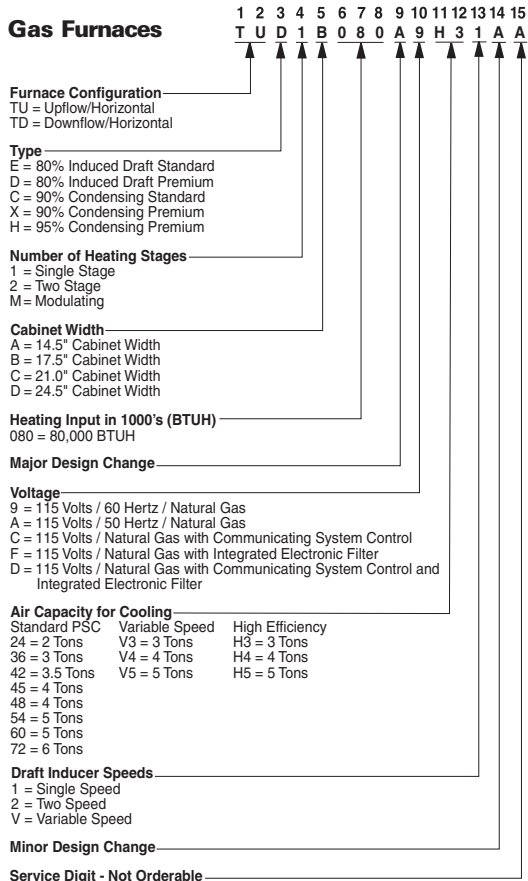 Gas Furnaces
1 2 3 4 5 6 7 8 9 10 11 12 13 14 15
T U D 1 B 0 8 0 A 9 H 3 1 A A
Furnace Configuration
TU = Upflow/Horizontal
TD = Downflow/Horizontal
Type
E = 80% Induced Draft Standard
D = 80% Induced Draft Premium
C = 90% Condensing Standard
X = 90% Condensing Premium
H = 95% Condensing Premium
Number of Heating Stages
1 = Single Stage
2 = Two Stage
M = Modulating
Cabinet Width
A = 14.5" Cabinet Width
B = 17.5" Cabinet Width
C = 21.0" Cabinet Width
D = 24.5" Cabinet Width
Heating Input in 1000's (BTUH)
080 = 80,000 BTUH
Major Design Change
Voltage
9 = 115 Volts / 60 Hertz / Natural Gas
A = 115 Volts / 50 Hertz / Natural Gas
C = 115 Volts / Natural Gas with Communicating System Control
F = 115 Volts / Natural Gas with Integrated Electronic Filter
D = 115 Volts / Natural Gas with Communicating System Control and
Integrated Electronic Filter
Air Capacity for Cooling
Standard PSC Variable Speed High Efficiency
24 = 2 Tons V3 = 3 Tons H3 = 3 Tons
36 = 3 Tons V4 = 4 Tons H4 = 4 Tons
42 = 3.5 Tons V5 = 5 Tons H5 = 5 Tons
45 = 4 Tons
48 = 4 Tons
54 = 5 Tons
60 = 5 Tons
72 = 6 Tons
Draft Inducer Speeds
1 = Single Speed
2 = Two Speed
V = Variable Speed
Minor Design Change
Service Digit - Not Orderable